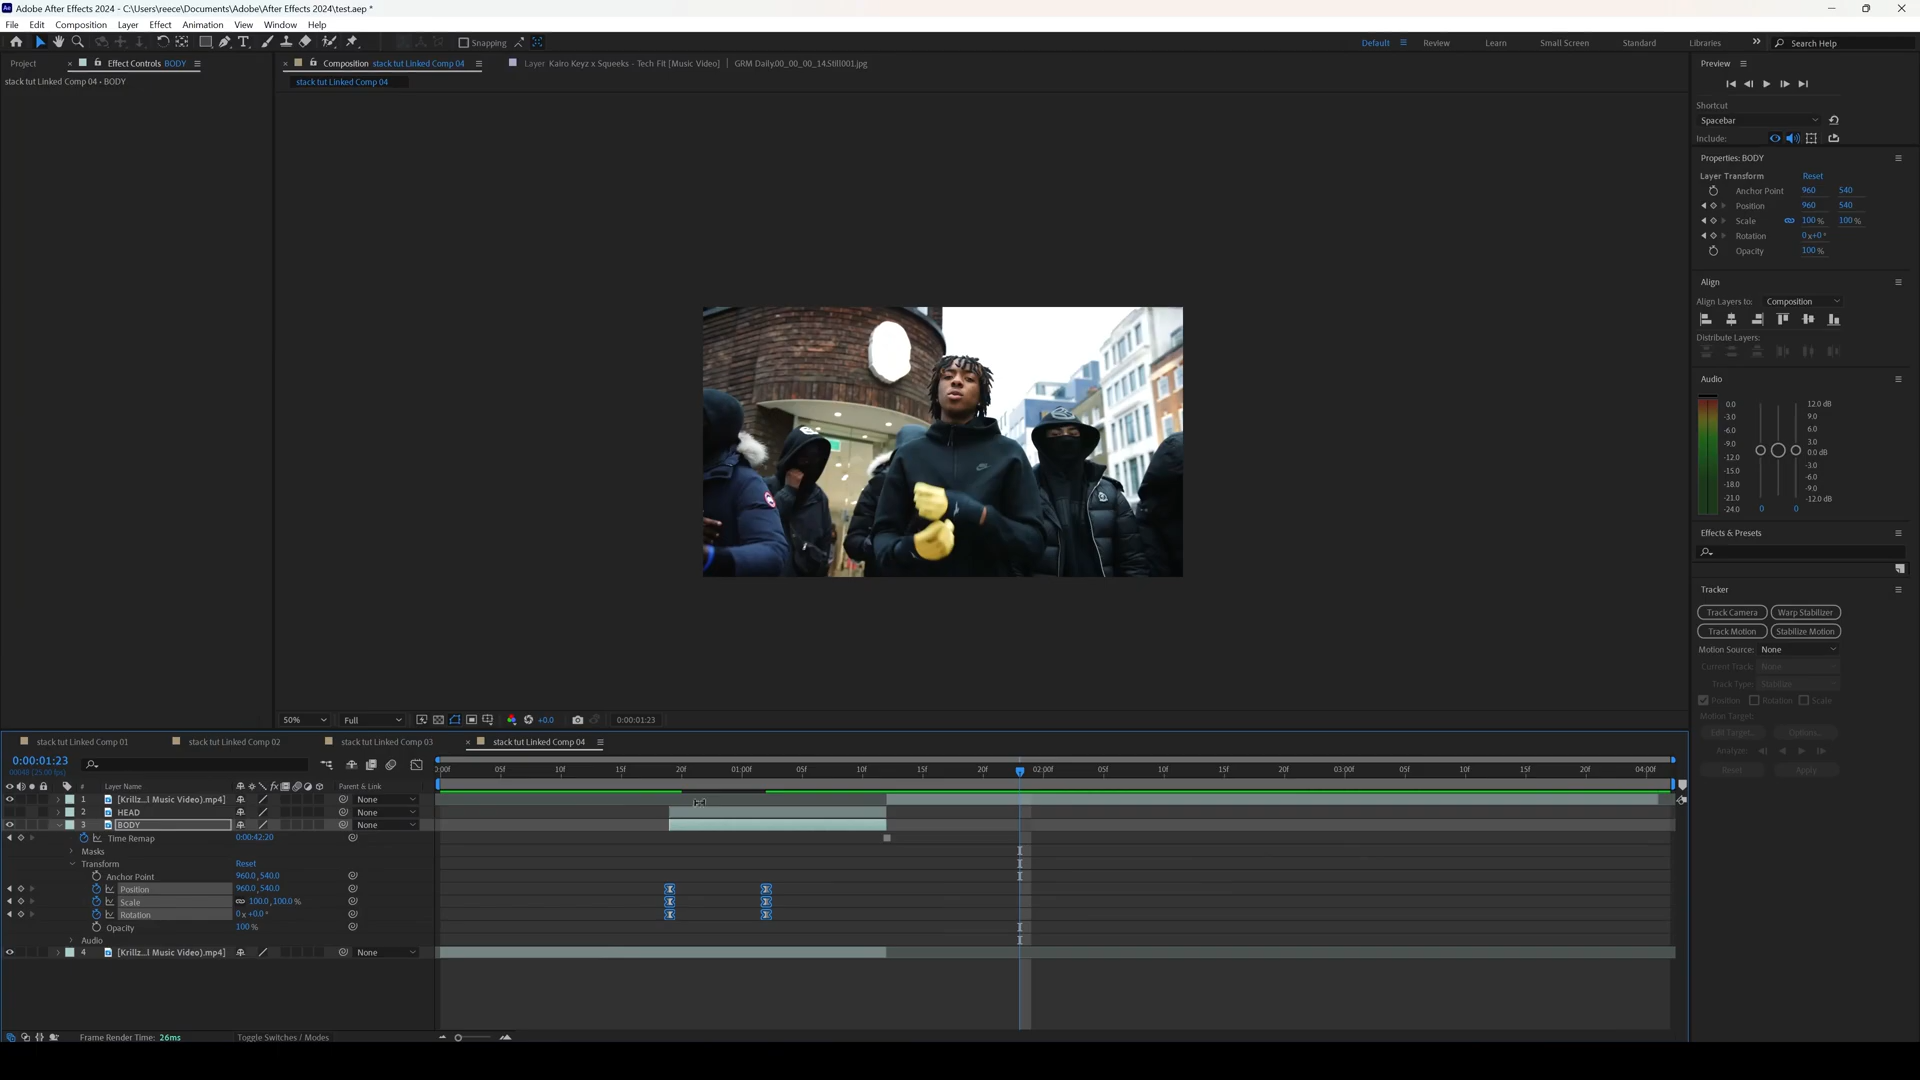 Adobe After Effects 2024 - C:\Users\reece\Documents\Adobe\After Effects 2024\test.aep *
File Edit Composition Layer Effect Animation View Window Help
Snapping
Default Review Learn Small Screen Standard Libraries Search Help
Project Effect Controls BODY
stack tut Linked Comp 04 • BODY
Composition stack tut Linked Comp 04
Layer Kairo Keyz x Squeeks - Tech Fit [Music Video] | GRM Daily.00_00_00_14.Still001.jpg
stack tut Linked Comp 04
Preview
Shortcut
Spacebar
Include:
Properties: BODY
Layer Transform Reset
Anchor Point 960 540
Position 960 540
Scale 100 % 100 %
Rotation 0x+0°
Opacity 100 %
Align
Align Layers to: Composition
Distribute Layers:
Audio
0.0 12.0 dB
-3.0 9.0
-6.0 6.0
-9.0 3.0
-12.0 0.0 dB
-15.0 -3.0
-18.0 -6.0
-21.0 -9.0
-24.0 -12.0 dB
0 0
Effects & Presets
Tracker
Track Camera Warp Stabilizer
Track Motion Stabilize Motion
Motion Source: None
Current Track: None
Track Type: Stabilize
Position Rotation Scale
Motion Target:
Edit Target... Options...
Analyze:
Reset Apply
50% Full +0.0 0:00:01:23
stack tut Linked Comp 01 stack tut Linked Comp 02 stack tut Linked Comp 03 stack tut Linked Comp 04
0:00:01:23
00048 (25.00 fps)
:00f 05f 10f 15f 20f 01:00f 05f 10f 15f 20f 02:00f 05f 10f 15f 20f 03:00f 05f 10f 15f 20f 04:00f
# Layer Name fx Parent & Link
1 [Krillz...l Music Video).mp4] None
2 HEAD None
3 BODY None
Time Remap 0:00:42:20
Masks
Transform Reset
Anchor Point 960.0,540.0
Position 960.0,540.0
Scale 100.0,100.0 %
Rotation 0x+0.0°
Opacity 100 %
Audio
4 [Krillz...l Music Video).mp4] None
Frame Render Time: 26ms Toggle Switches / Modes